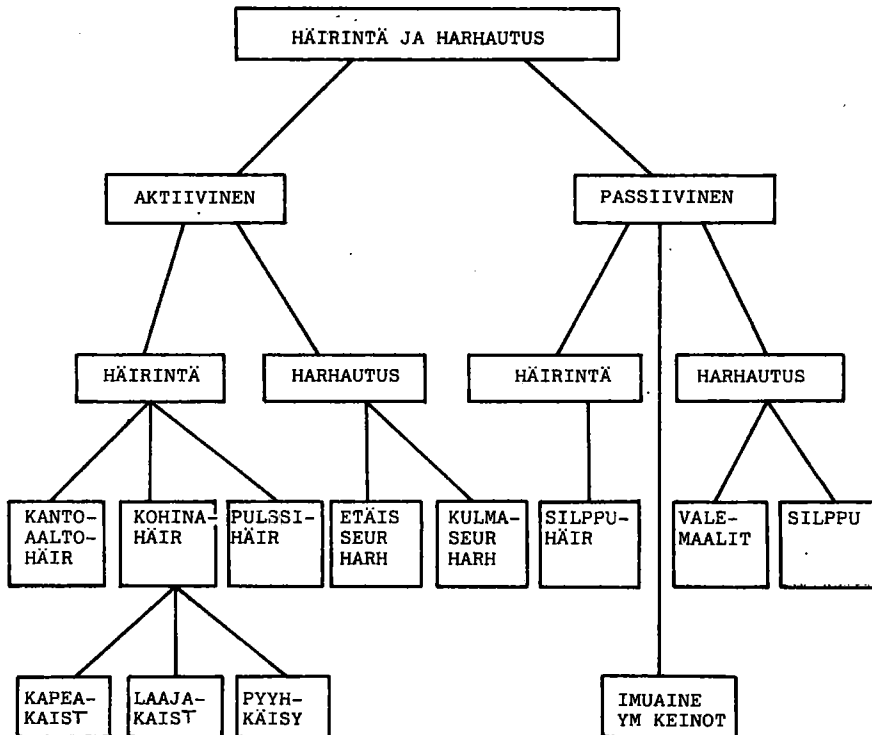 HÄIRINTÄ JA HARHAUTUS
AKTIIVINEN
PASSIIVINEN
HÄIRINTÄ
HARHAUTUS
HÄIRINTÄ
HARHAUTUS
KANTO-
AALTO-
HÄIR
KOHINA-
HÄIR
PULSSI-
HÄIR
ETÄIS
SEUR
HARH
KULMA-
SEUR
HARH
SILPPU-
HÄIR
VALE-
MAALIT
SILPPU
KAPEA-
KAIST
LAAJA-
KAIST
PYYH-
KÄISY
IMUAINE
YM KEINOT